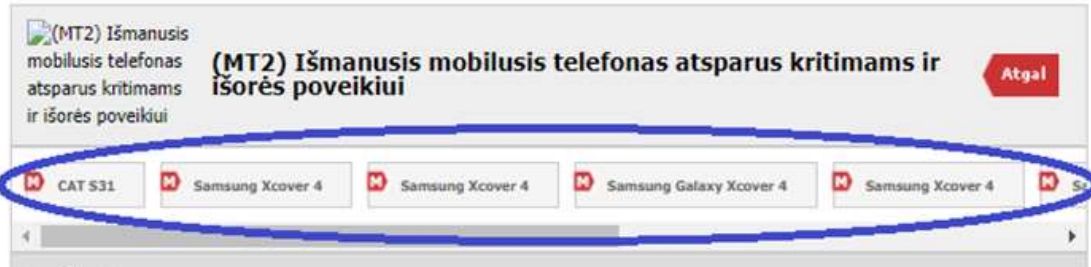 (MT2) Išmanusis
mobilusis telefonas
atsparus kritimams
ir išorės poveikiui
(MT2) Išmanusis mobilusis telefonas atsparus kritimams ir
išorės poveikiui
Atgal
M CAT S31
M Samsung Xcover 4
M Samsung Xcover 4
M Samsung Galaxy Xcover 4
M Samsung Xcover 4
M